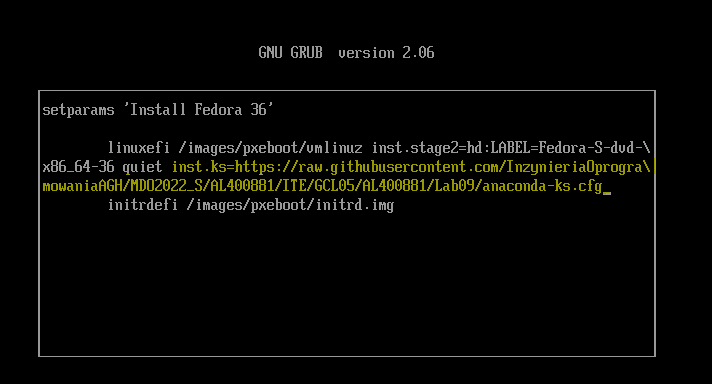 GNU GRUB  version 2.06
setparams 'Install Fedora 36'
linuxefi /images/pxeboot/vmlinuz inst.stage2=hd:LABEL=Fedora-S-dvd-\
x86_64-36 quiet inst.ks=https://raw.githubusercontent.com/InzynieriaOprogra\
mowaniaAGH/MDO2022_S/AL400881/ITE/GCL05/AL400881/Lab09/anaconda-ks.cfg
initrdefi /images/pxeboot/initrd.img